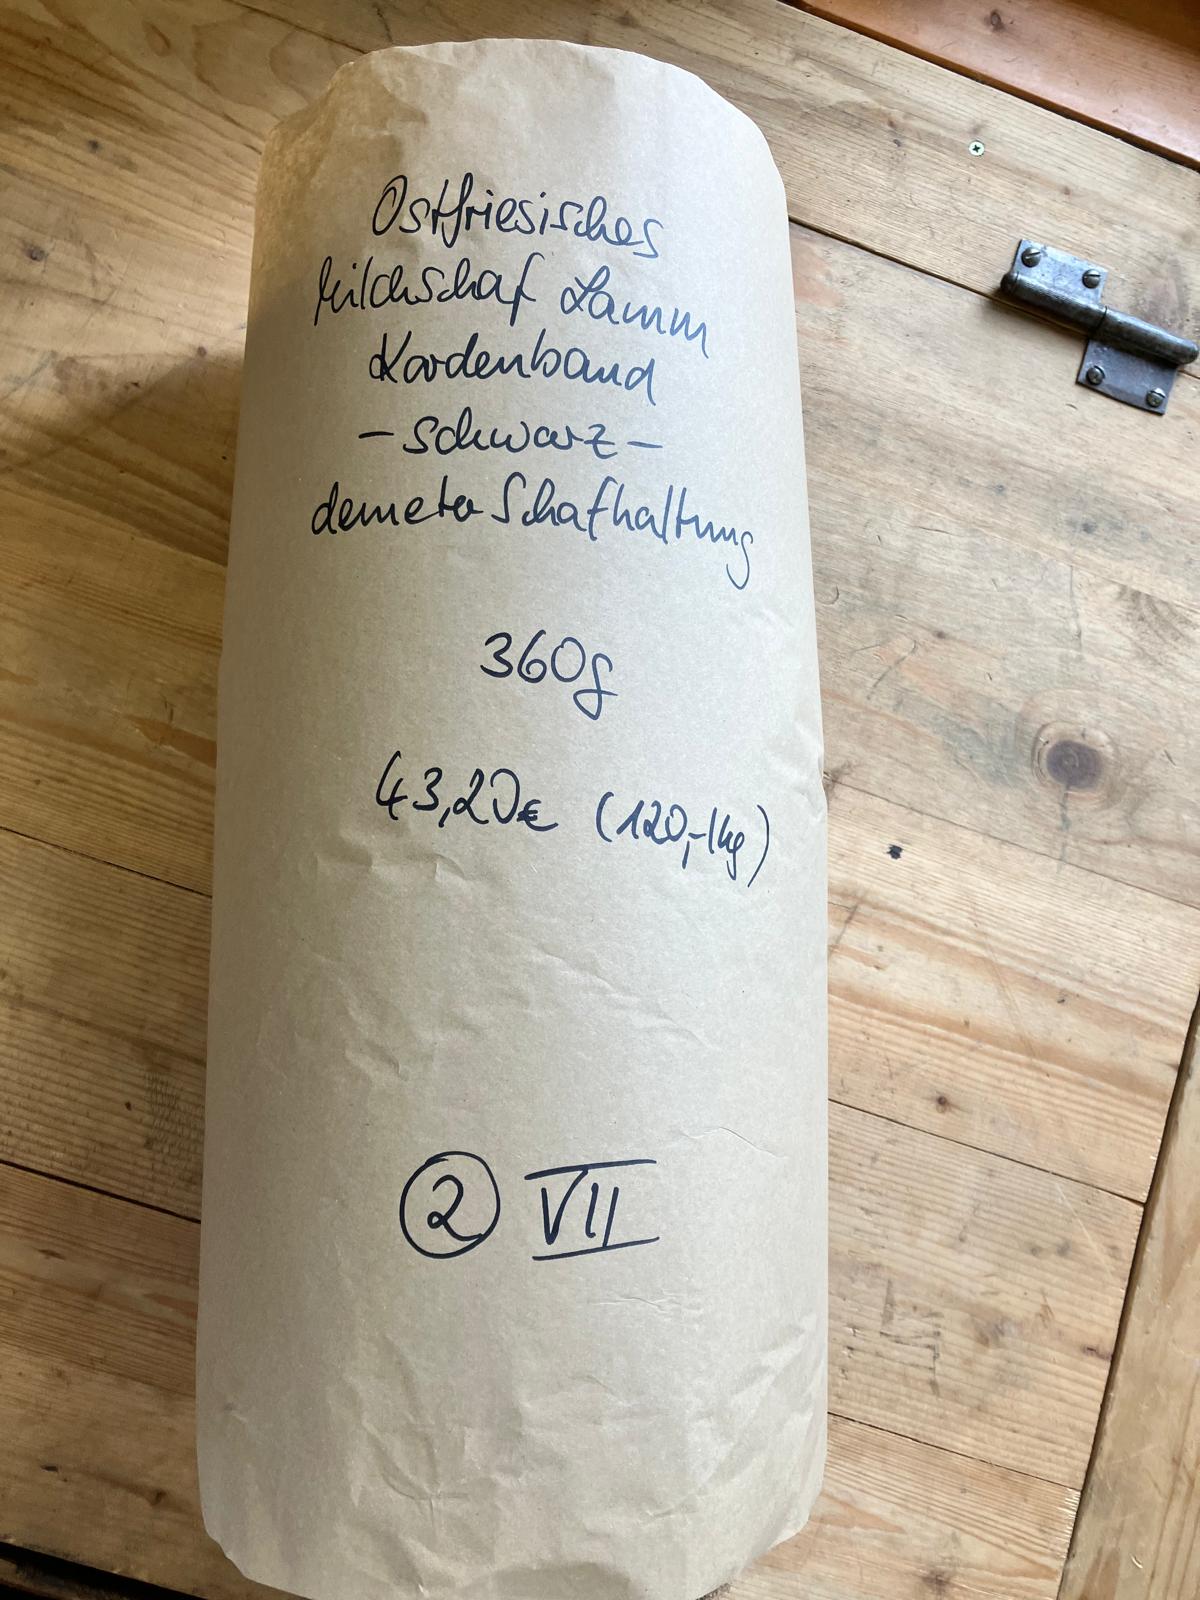 Ostfriesisches
Milchschaf Lamm
Kardenband
- schwarz -
demeter Schafhaltung
360g
43,20€ (120,-/kg)
2 VII